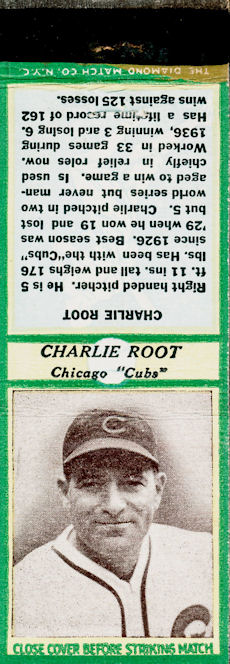 THE DIAMOND MATCH CO. N.Y.C.
CHARLIE ROOT
Right handed pitcher. He is 5
ft. 11 ins. tall and weighs 176
lbs. Has been with the "Cubs"
since 1926. Best season was
'29 when he won 19 and lost
but 5. Charlie pitched in two
world series but never man-
aged to win a game. Is used
chiefly in relief roles now.
Worked in 33 games during
1936, winning 3 and losing 6.
Has a lifetime record of 162
wins against 125 losses.
CHARLIE ROOT
Chicago "Cubs"
C
C
CLOSE COVER BEFORE STRIKING MATCH